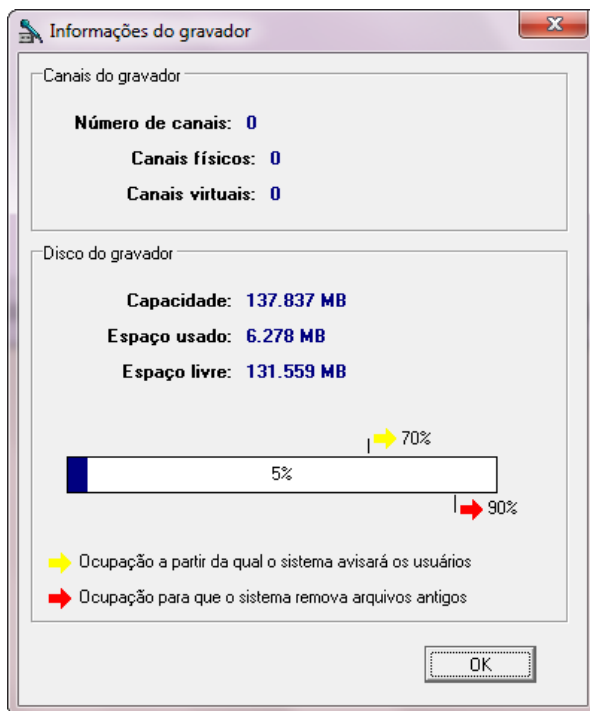 Informações do gravador
Canais do gravador
Número de canais: 0
Canais físicos: 0
Canais virtuais: 0
Disco do gravador
Capacidade: 137.837 MB
Espaço usado: 6.278 MB
Espaço livre: 131.559 MB
70%
5%
90%
Ocupação a partir da qual o sistema avisará os usuários
Ocupação para que o sistema remova arquivos antigos
OK